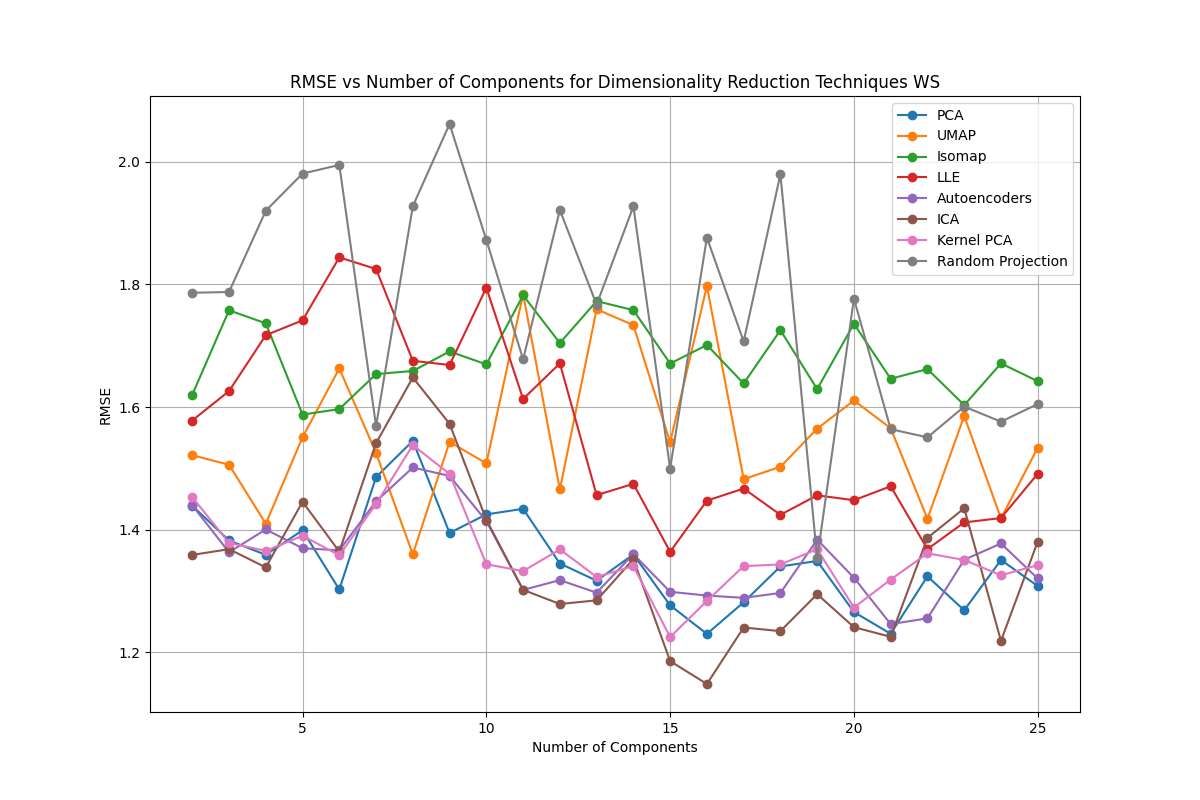 RMSE vs Number of Components for Dimensionality Reduction Techniques WS
PCA
UMAP
Isomap
LLE
Autoencoders
ICA
Kernel PCA
Random Projection
RMSE
2.0
1.8
1.6
1.4
1.2
5 10 15 20 25
Number of Components